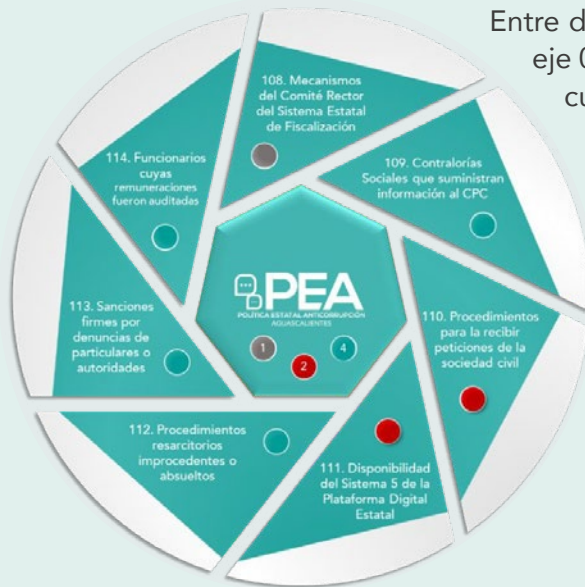 Entre d
eje 0
cu
108. Mecanismos
del Comité Rector
del Sistema Estatal
de Fiscalización
109. Contralorías
Sociales que suministran
información al CPC
110. Procedimientos
para la recibir
peticiones de la
sociedad civil
111. Disponibilidad
del Sistema 5 de la
Plataforma Digital
Estatal
112. Procedimientos
resarcitorios
improcedentes o
absueltos
113. Sanciones
firmes por
denuncias de
particulares o
autoridades
114. Funcionarios
cuyas
remuneraciones
fueron auditadas
PEA
POLÍTICA ESTATAL ANTICORRUPCIÓN
AGUASCALIENTES
1 2 4